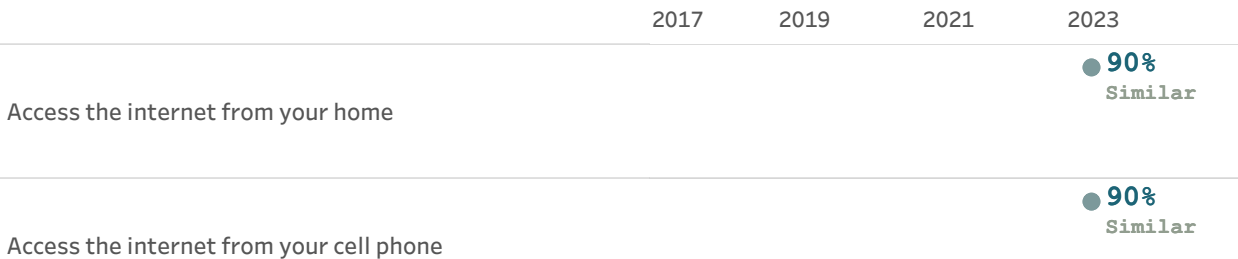 2017 2019 2021 2023
90%
Similar
Access the internet from your home
90%
Similar
Access the internet from your cell phone